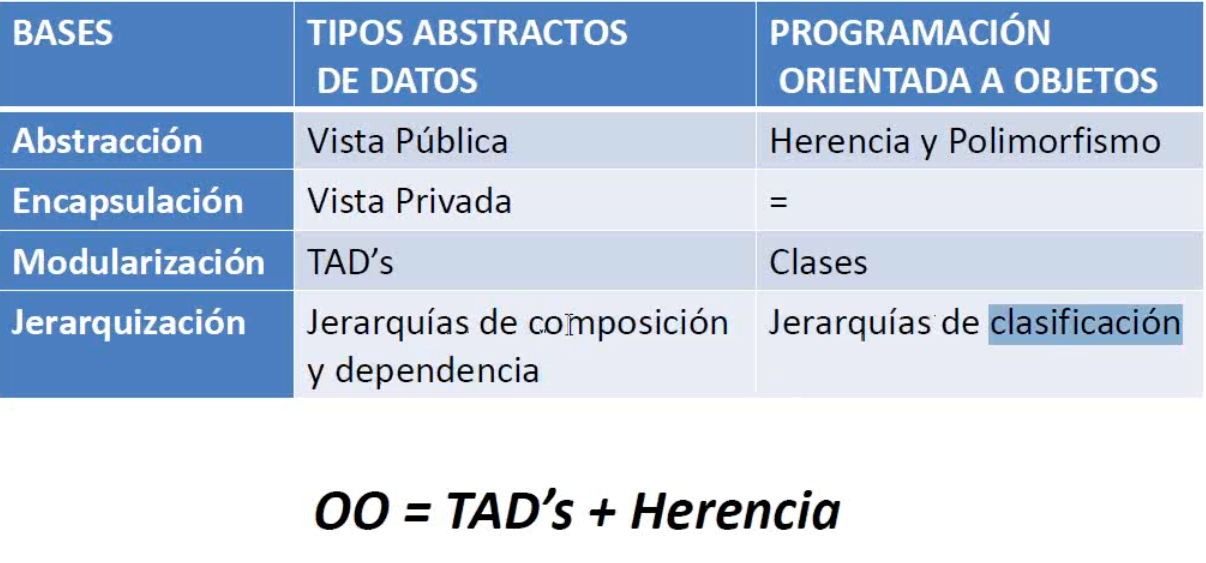 BASES
TIPOS ABSTRACTOS
DE DATOS
PROGRAMACIÓN
ORIENTADA A OBJETOS
Abstracción
Vista Pública
Herencia y Polimorfismo
Encapsulación
Vista Privada
=
Modularización
TAD’s
Clases
Jerarquización
Jerarquías de composición
y dependencia
Jerarquías de clasificación
OO = TAD’s + Herencia